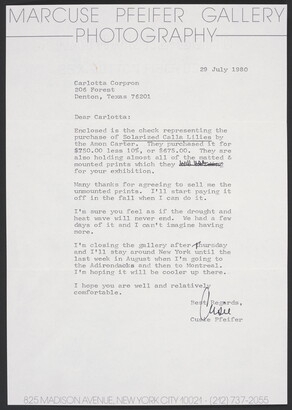 MARCUSE PFEIFER GALLERY
PHOTOGRAPHY
29 July 1980
Carlotta Corpron
206 Forest
Denton, Texas 76201
Dear Carlotta:
Enclosed is the check representing the
purchase of Solarized Calla Lilies by
the Amon Carter. They purchased it for
$750.00 less 10%, or $675.00. They are
also holding almost all of the matted &
mounted prints which they
for your exhibition.
Many thanks for agreeing to sell me the
unmounted prints. I'll start paying it
off in the fall when I can do it.
I'm sure you feel as if the drought and
heat wave will never end. We had a few
days of it and I can't imagine having
more.
I'm closing the gallery after Thursday
and I'll stay around New York until the
last week in August when I'm going to
the Adirondacks and then to Montreal.
I'm hoping it will be cooler up there.
I hope you are well and relatively
comfortable.
Best Regards,
Cusie
Cusie Pfeifer
825 MADISON AVENUE, NEW YORK CITY 10021 · (212) 737-2055